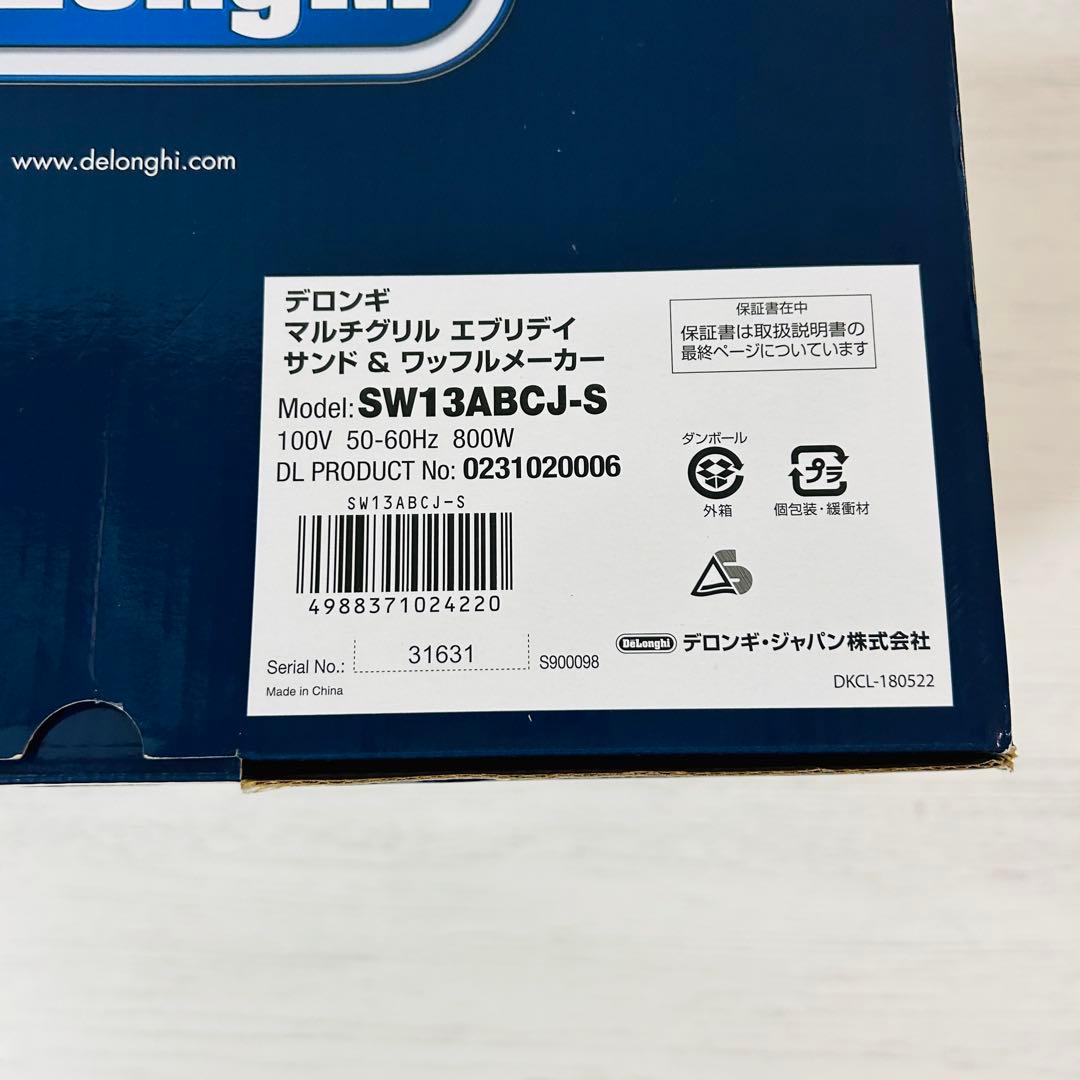 www.delonghi.com
デロンギ
マルチグリル エブリデイ
サンド & ワッフルメーカー
Model: SW13ABCJ-S
100V 50-60Hz 800W
DL PRODUCT No: 0231020006
SW13ABCJ-S
4988371024220
Serial No.: 31631 S900098
Made in China
保証書在中
保証書は取扱説明書の
最終ページについています
ダンボール
外箱
プラ
個包装・緩衝材
S
DeLonghi デロンギ・ジャパン株式会社
DKCL-180522